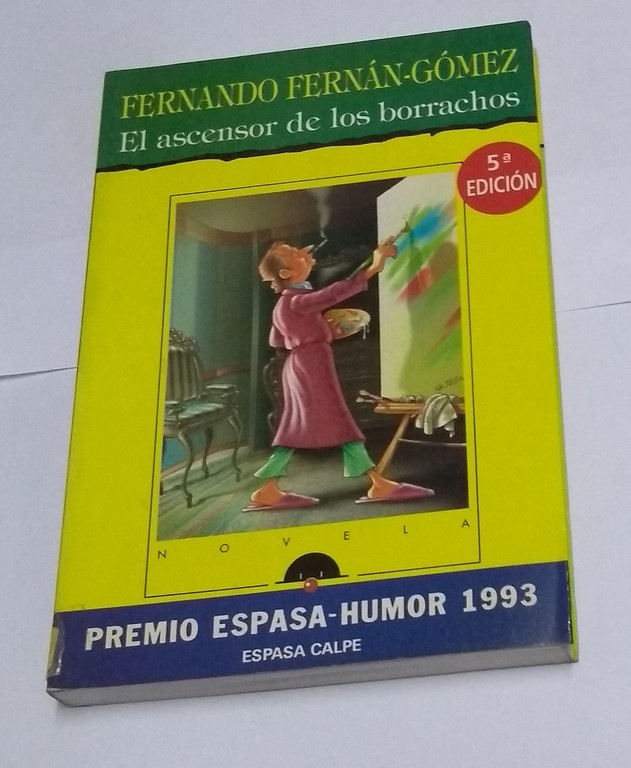 FERNANDO FERNÁN-GÓMEZ
El ascensor de los borrachos
5ª
EDICIÓN
NOVELA
PREMIO ESPASA-HUMOR 1993
ESPASA CALPE